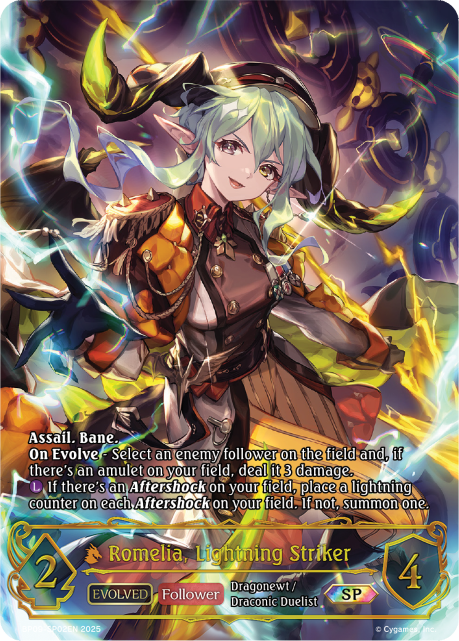 Assail. Bane.
On Evolve - Select an enemy follower on the field and, if
there's an amulet on your field, deal it 3 damage.
L If there's an Aftershock on your field, place a lightning
counter on each Aftershock on your field. If not, summon one.
Romelia, Lightning Striker
2
4
EVOLVED Follower
Dragonewt /
Draconic Duelist
SP
2025
© Cygames, Inc.